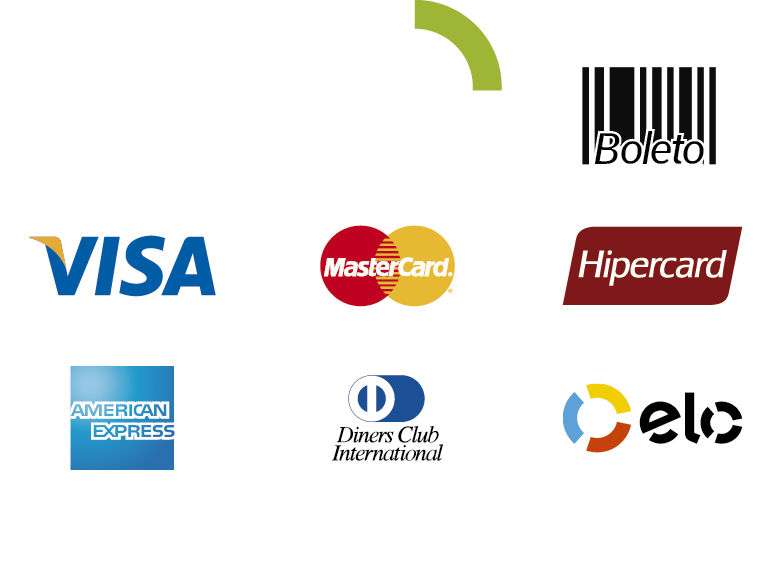 Boleto
VISA
MasterCard.
Hipercard
AMERICAN
EXPRESS
Diners Club
International
elo